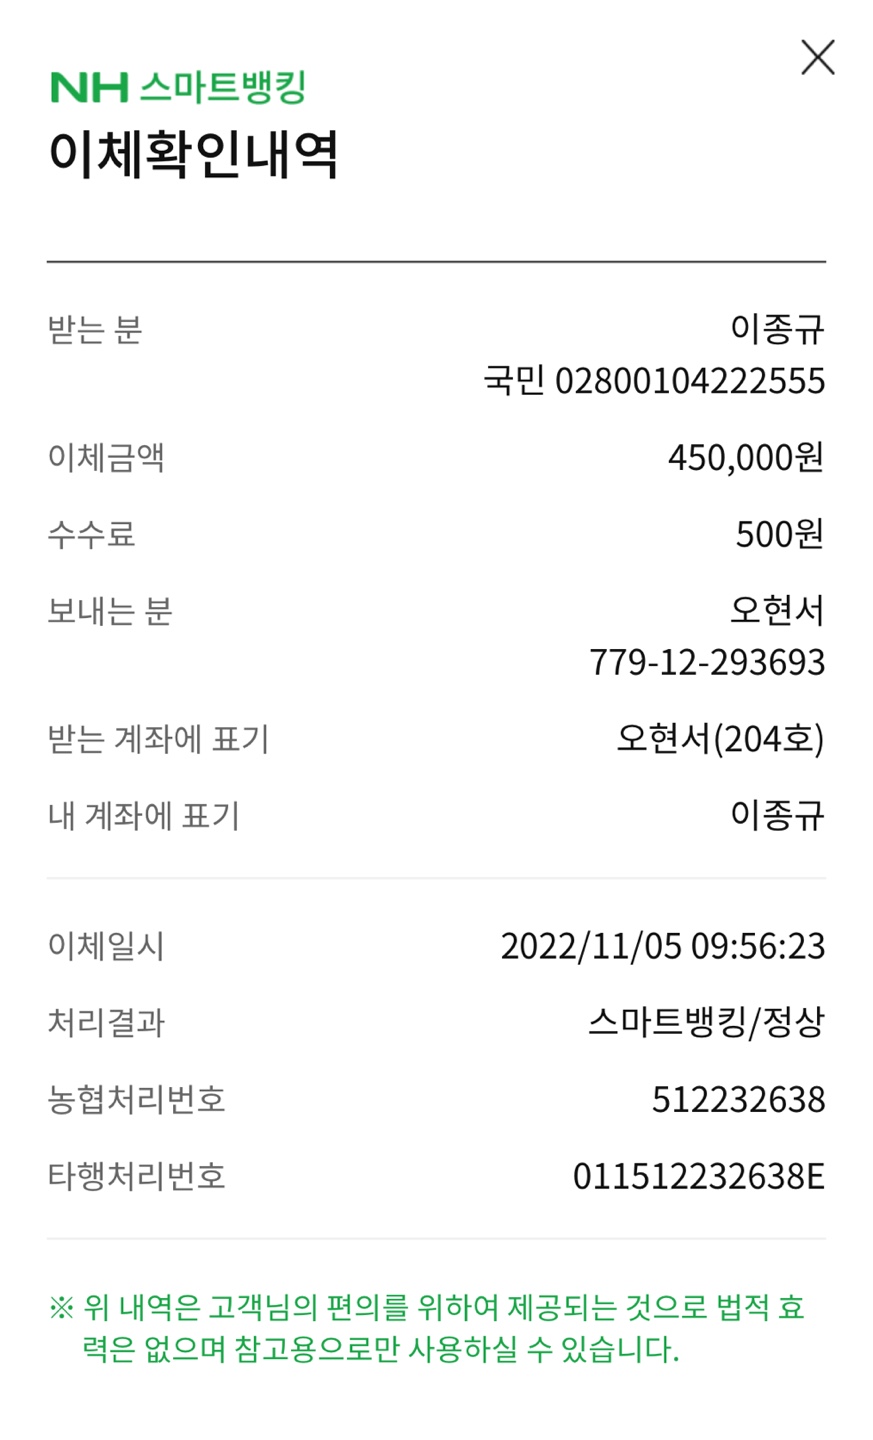 NH 스마트뱅킹
이체확인내역
받는 분 이종규
국민 02800104222555
이체금액 450,000원
수수료 500원
보내는 분 오현서
779-12-293693
받는 계좌에 표기 오현서(204호)
내 계좌에 표기 이종규
이체일시 2022/11/05 09:56:23
처리결과 스마트뱅킹/정상
농협처리번호 512232638
타행처리번호 011512232638E
※ 위 내역은 고객님의 편의를 위하여 제공되는 것으로 법적 효
력은 없으며 참고용으로만 사용하실 수 있습니다.